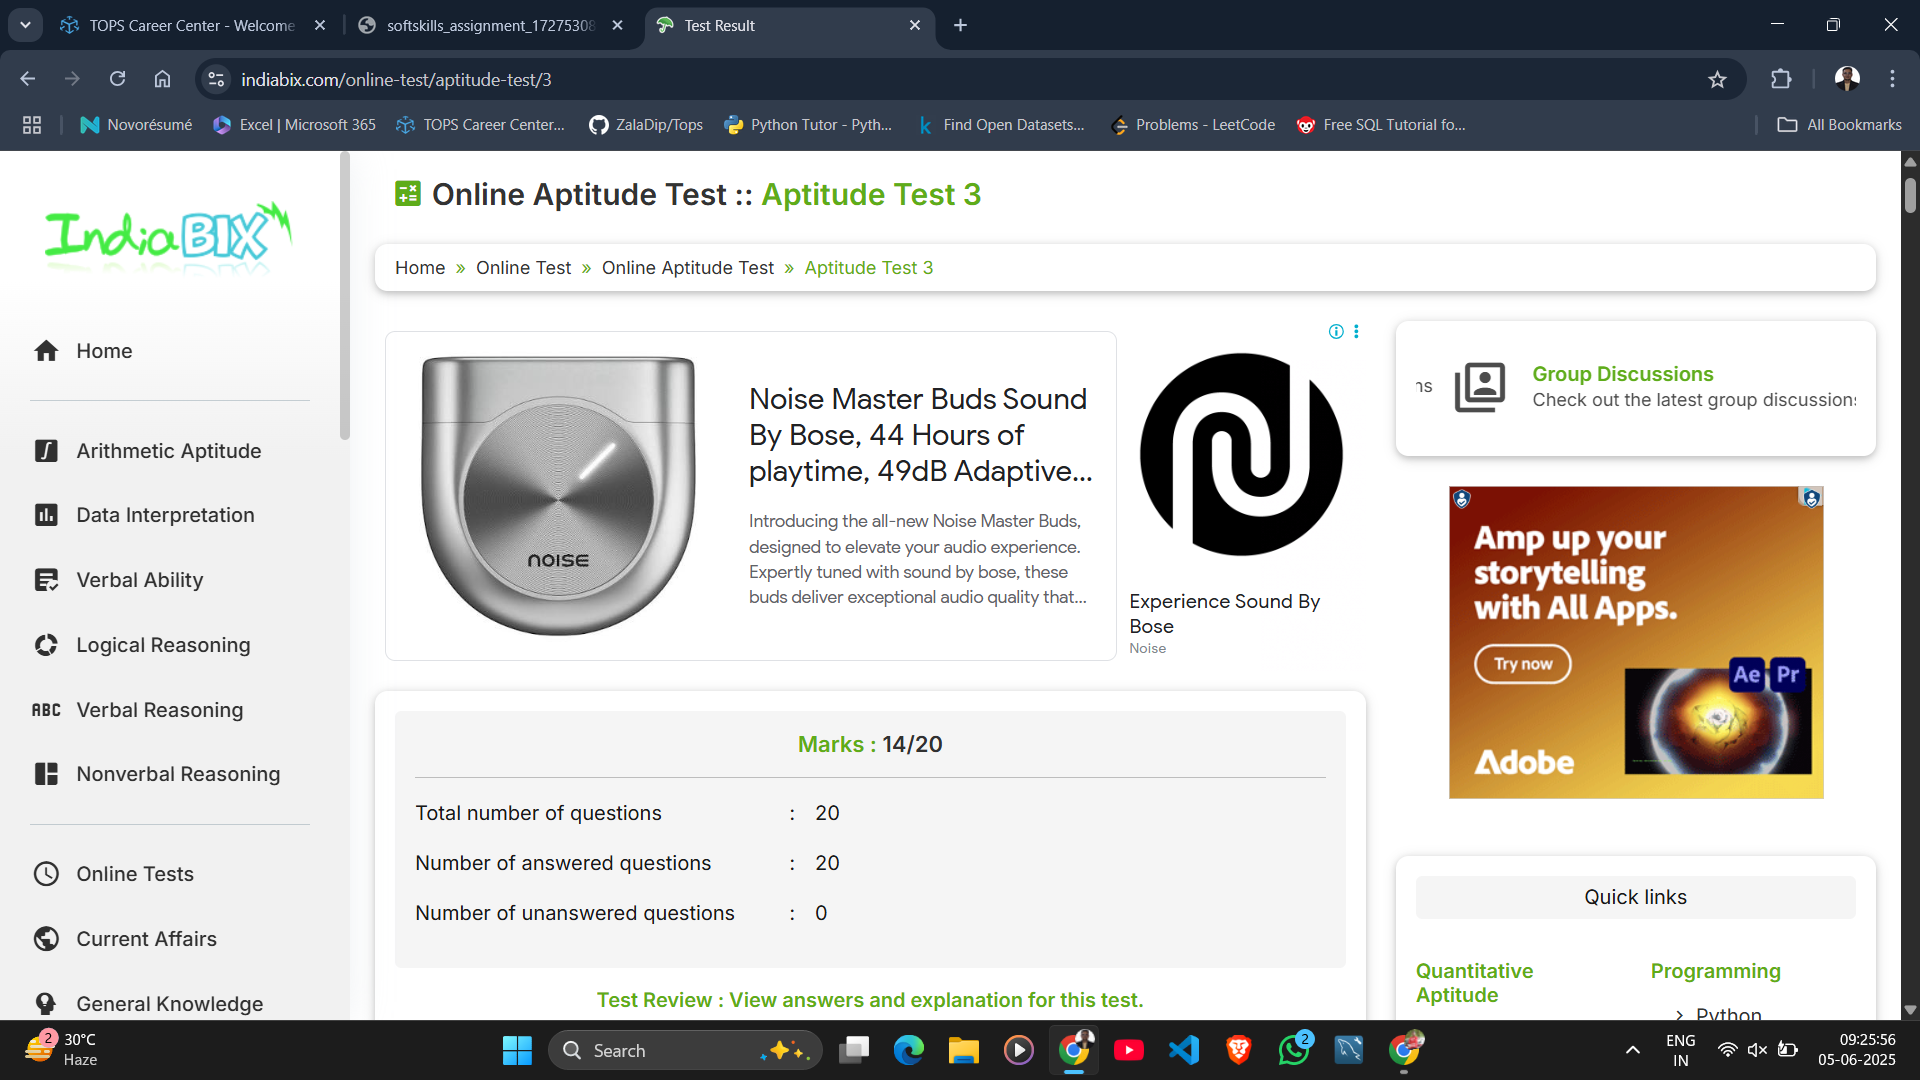 TOPS Career Center - Welcome
softskills_assignment_17275308
Test Result
indiabix.com/online-test/aptitude-test/3
Novorésumé
Excel | Microsoft 365
TOPS Career Center...
ZalaDip/Tops
Python Tutor - Pyth...
Find Open Datasets...
Problems - LeetCode
Free SQL Tutorial fo...
All Bookmarks
IndiaBIX
Home
Arithmetic Aptitude
Data Interpretation
Verbal Ability
Logical Reasoning
ABC Verbal Reasoning
Nonverbal Reasoning
Online Tests
Current Affairs
General Knowledge
Online Aptitude Test :: Aptitude Test 3
Home » Online Test » Online Aptitude Test » Aptitude Test 3
noise
Noise Master Buds Sound
By Bose, 44 Hours of
playtime, 49dB Adaptive...
Introducing the all-new Noise Master Buds,
designed to elevate your audio experience.
Expertly tuned with sound by bose, these
buds deliver exceptional audio quality that...
Experience Sound By
Bose
Noise
Marks : 14/20
Total number of questions : 20
Number of answered questions : 20
Number of unanswered questions : 0
Test Review : View answers and explanation for this test.
ns
Group Discussions
Check out the latest group discussions
Amp up your
storytelling
with All Apps.
Try now
Ae Pr
Adobe
Quick links
Quantitative
Aptitude
Programming
Python
2
30°C
Haze
Search
2
ENG
IN
09:25:56
05-06-2025